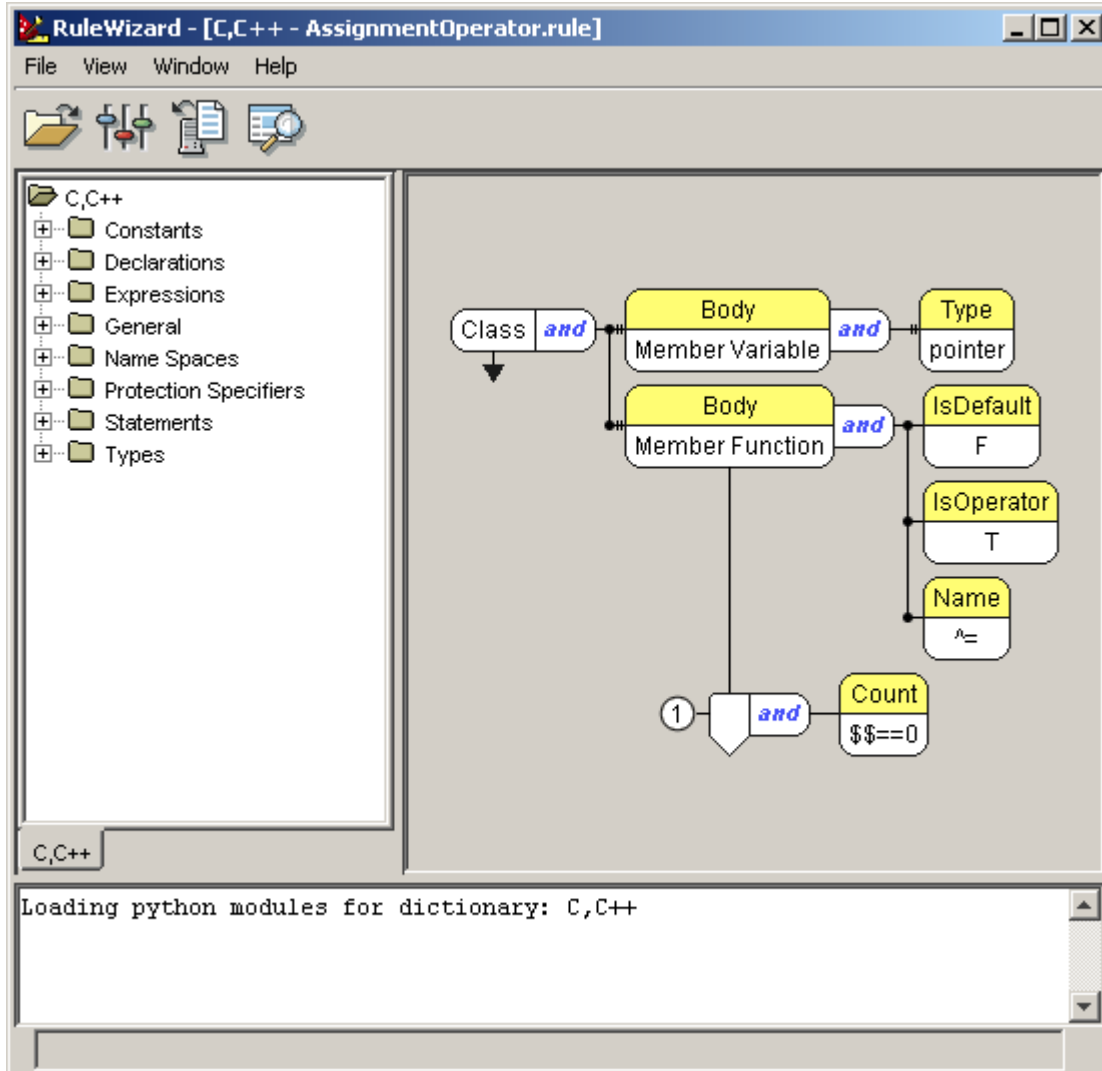 RuleWizard - [C,C++ - AssignmentOperator.rule]
File View Window Help
C,C++
Constants
Declarations
Expressions
General
Name Spaces
Protection Specifiers
Statements
Types
C,C++
Class and
Body
Member Variable
and
Type
pointer
Body
Member Function
and
IsDefault
F
IsOperator
T
Name
^=
1
and
Count
$$==0
Loading python modules for dictionary: C,C++